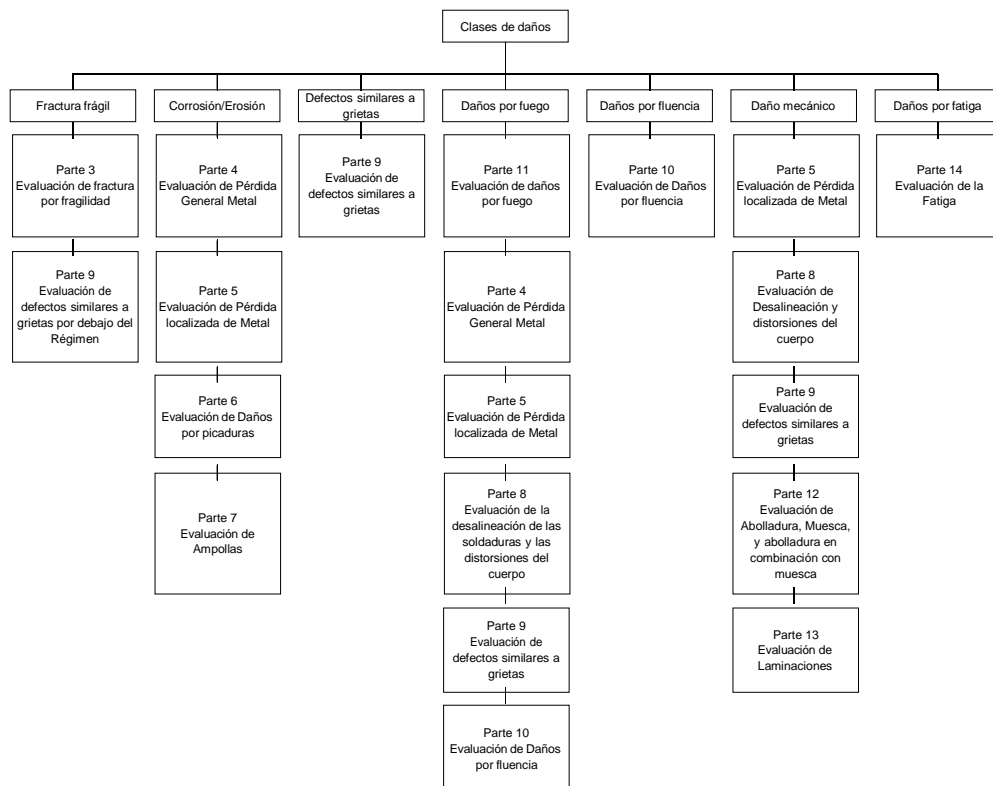 Clases de daños
Fractura frágil
Parte 3
Evaluación de fractura
por fragilidad
Parte 9
Evaluación de
defectos similares a
grietas por debajo del
Régimen
Corrosión/Erosión
Parte 4
Evaluación de Pérdida
General Metal
Parte 5
Evaluación de Pérdida
localizada de Metal
Parte 6
Evaluación de Daños
por picaduras
Parte 7
Evaluación de
Ampollas
Defectos similares a
grietas
Parte 9
Evaluación de
defectos similares a
grietas
Daños por fuego
Parte 11
Evaluación de daños
por fuego
Parte 4
Evaluación de Pérdida
General Metal
Parte 5
Evaluación de Pérdida
localizada de Metal
Parte 8
Evaluación de la
desalineación de las
soldaduras y las
distorsiones del
cuerpo
Parte 9
Evaluación de
defectos similares a
grietas
Parte 10
Evaluación de Daños
por fluencia
Daños por fluencia
Parte 10
Evaluación de Daños
por fluencia
Daño mecánico
Parte 5
Evaluación de Pérdida
localizada de Metal
Parte 8
Evaluación de
Desalineación y
distorsiones del
cuerpo
Parte 9
Evaluación de
defectos similares a
grietas
Parte 12
Evaluación de
Abolladura, Muesca,
y abolladura en
combinación con
muesca
Parte 13
Evaluación de
Laminaciones
Daños por fatiga
Parte 14
Evaluación de la
Fatiga